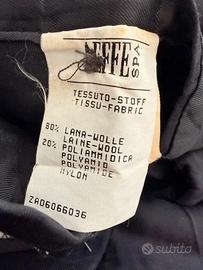 AEFFE SPA
TESSUTO-STOFF
TISSU-FABRIC
80% LANA-WOLLE
LAINE-WOOL
20% POLIAMMIDICA
POLYAMID
POLYAMIDE
NYLON
ZA06066036
subito